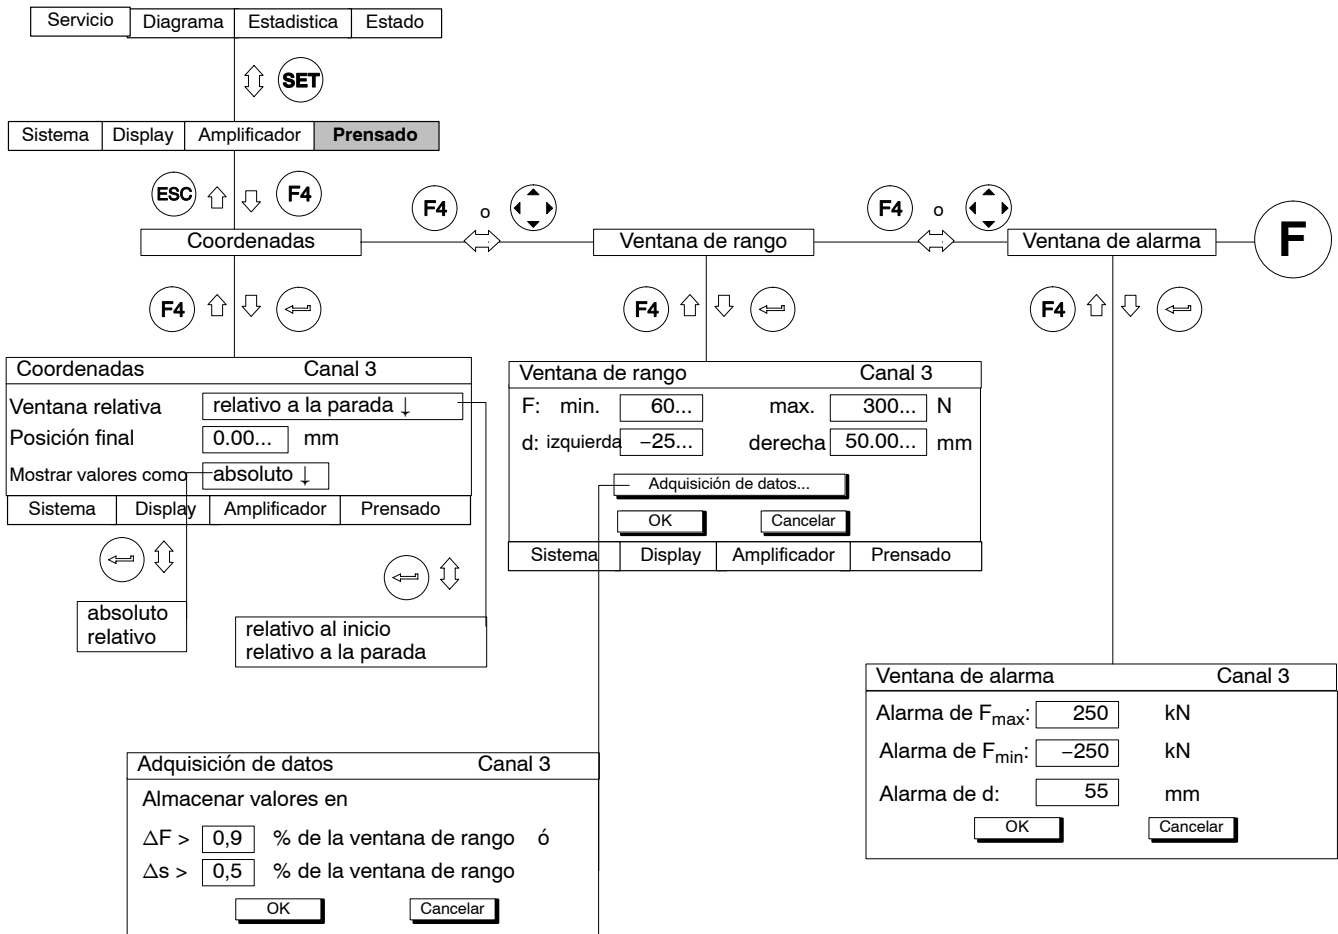 Servicio Diagrama Estadistica Estado
SET
Sistema Display Amplificador Prensado
ESC F4 F4 o F4 o
Coordenadas Ventana de rango Ventana de alarma F
F4 F4 F4
Coordenadas Canal 3
Ventana relativa relativo a la parada ↓
Posición final 0.00... mm
Mostrar valores como absoluto ↓
Sistema Display Amplificador Prensado
absoluto
relativo
relativo al inicio
relativo a la parada
Ventana de rango Canal 3
F: min. 60... max. 300... N
d: izquierda −25... derecha 50.00... mm
Adquisición de datos...
OK Cancelar
Sistema Display Amplificador Prensado
Ventana de alarma Canal 3
Alarma de Fmax: 250 kN
Alarma de Fmin: −250 kN
Alarma de d: 55 mm
OK Cancelar
Adquisición de datos Canal 3
Almacenar valores en
ΔF > 0,9 % de la ventana de rango ó
Δs > 0,5 % de la ventana de rango
OK Cancelar